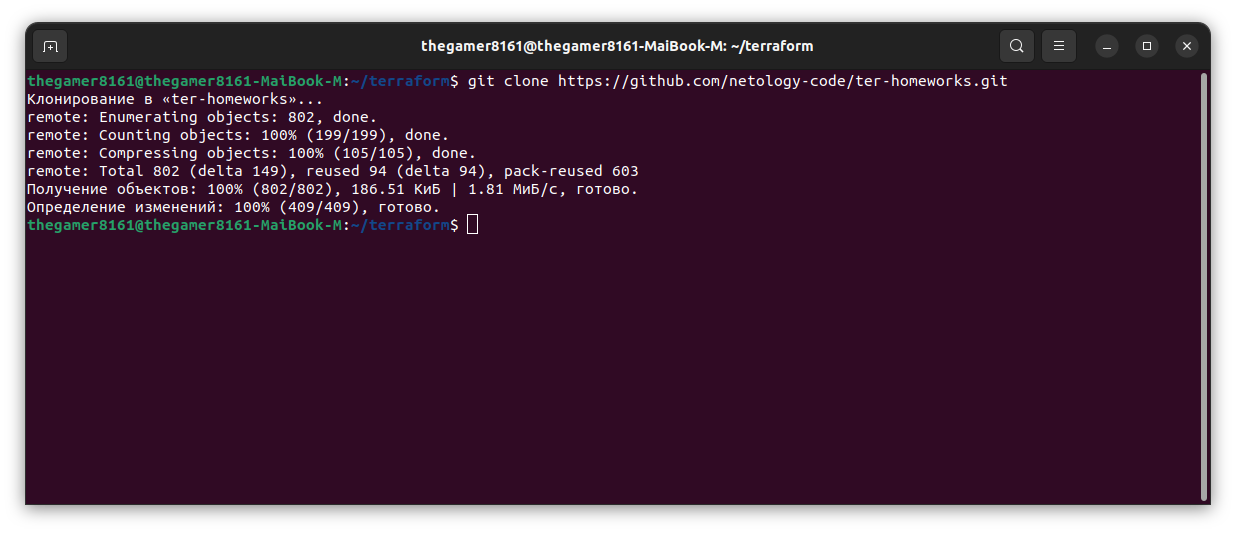 thegamer8161@thegamer8161-MaiBook-M: ~/terraform
thegamer8161@thegamer8161-MaiBook-M:~/terraform$ git clone https://github.com/netology-code/ter-homeworks.git
Клонирование в «ter-homeworks»...
remote: Enumerating objects: 802, done.
remote: Counting objects: 100% (199/199), done.
remote: Compressing objects: 100% (105/105), done.
remote: Total 802 (delta 149), reused 94 (delta 94), pack-reused 603
Получение объектов: 100% (802/802), 186.51 КиБ | 1.81 МиБ/с, готово.
Определение изменений: 100% (409/409), готово.
thegamer8161@thegamer8161-MaiBook-M:~/terraform$